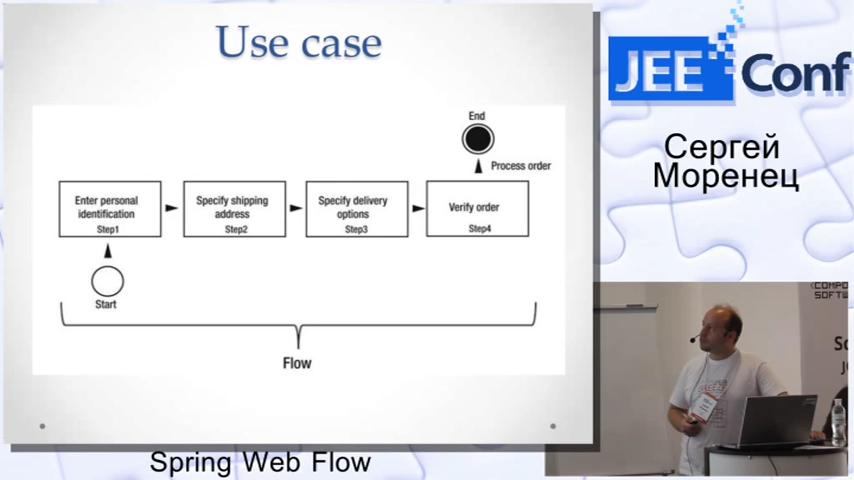 Use case
JEE Conf
Сергей
Моренец
End
Process order
Enter personal
identification
Step1
Specify shipping
address
Step2
Specify delivery
options
Step3
Verify order
Step4
Start
Flow
Spring Web Flow